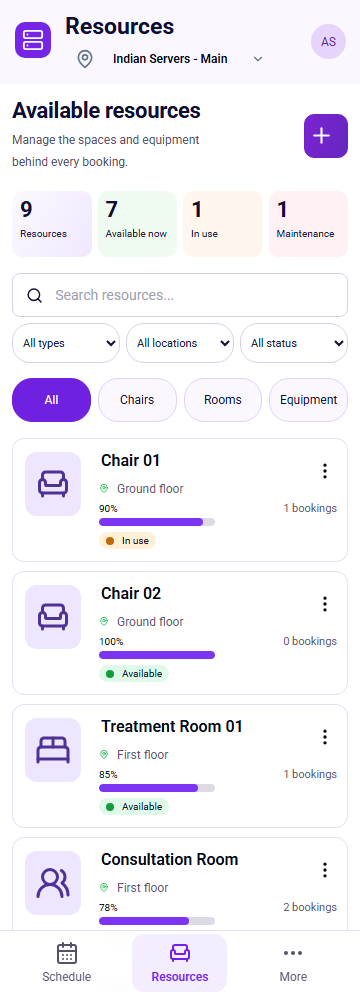 Resources
Indian Servers - Main
AS
Available resources
Manage the spaces and equipment
behind every booking.
9
Resources
7
Available now
1
In use
1
Maintenance
Search resources...
All types
All locations
All status
All
Chairs
Rooms
Equipment
Chair 01
Ground floor
90%
1 bookings
In use
Chair 02
Ground floor
100%
0 bookings
Available
Treatment Room 01
First floor
85%
1 bookings
Available
Consultation Room
First floor
78%
2 bookings
Schedule
Resources
More